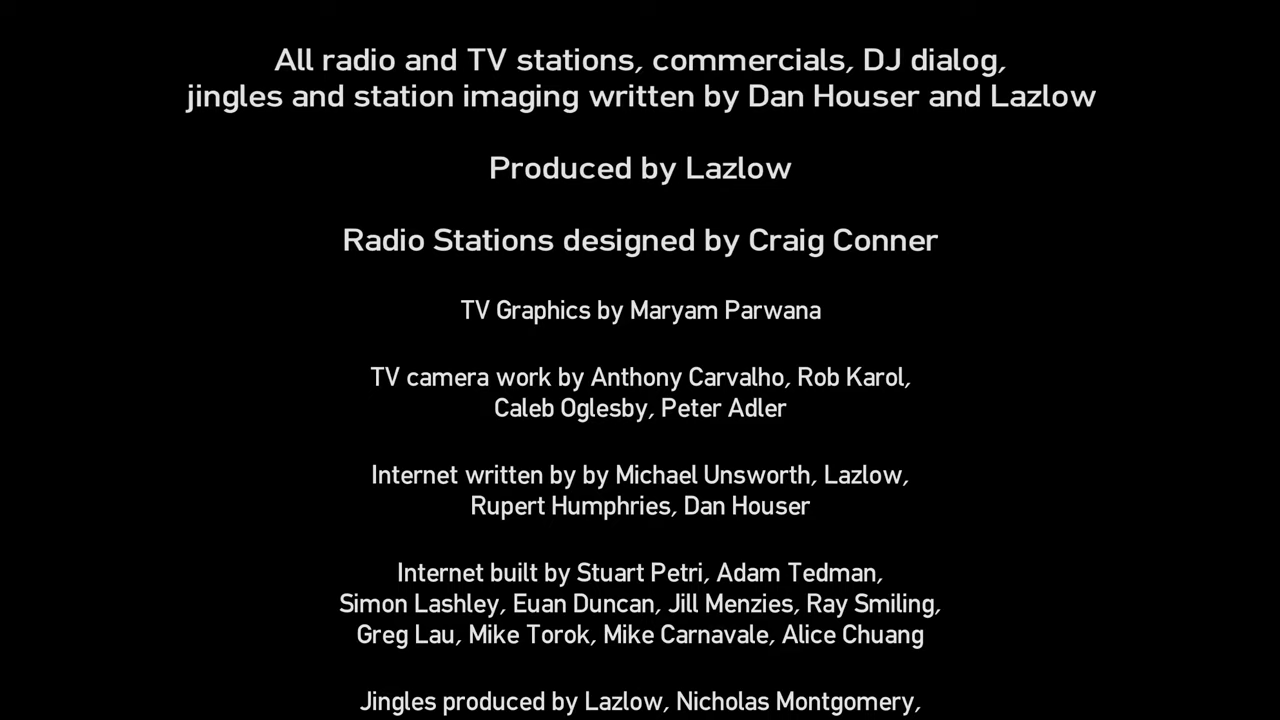 All radio and TV stations, commercials, DJ dialog,
jingles and station imaging written by Dan Houser and Lazlow
Produced by Lazlow
Radio Stations designed by Craig Conner
TV Graphics by Maryam Parwana
TV camera work by Anthony Carvalho, Rob Karol,
Caleb Oglesby, Peter Adler
Internet written by by Michael Unsworth, Lazlow,
Rupert Humphries, Dan Houser
Internet built by Stuart Petri, Adam Tedman,
Simon Lashley, Euan Duncan, Jill Menzies, Ray Smiling,
Greg Lau, Mike Torok, Mike Carnavale, Alice Chuang
Jingles produced by Lazlow, Nicholas Montgomery,